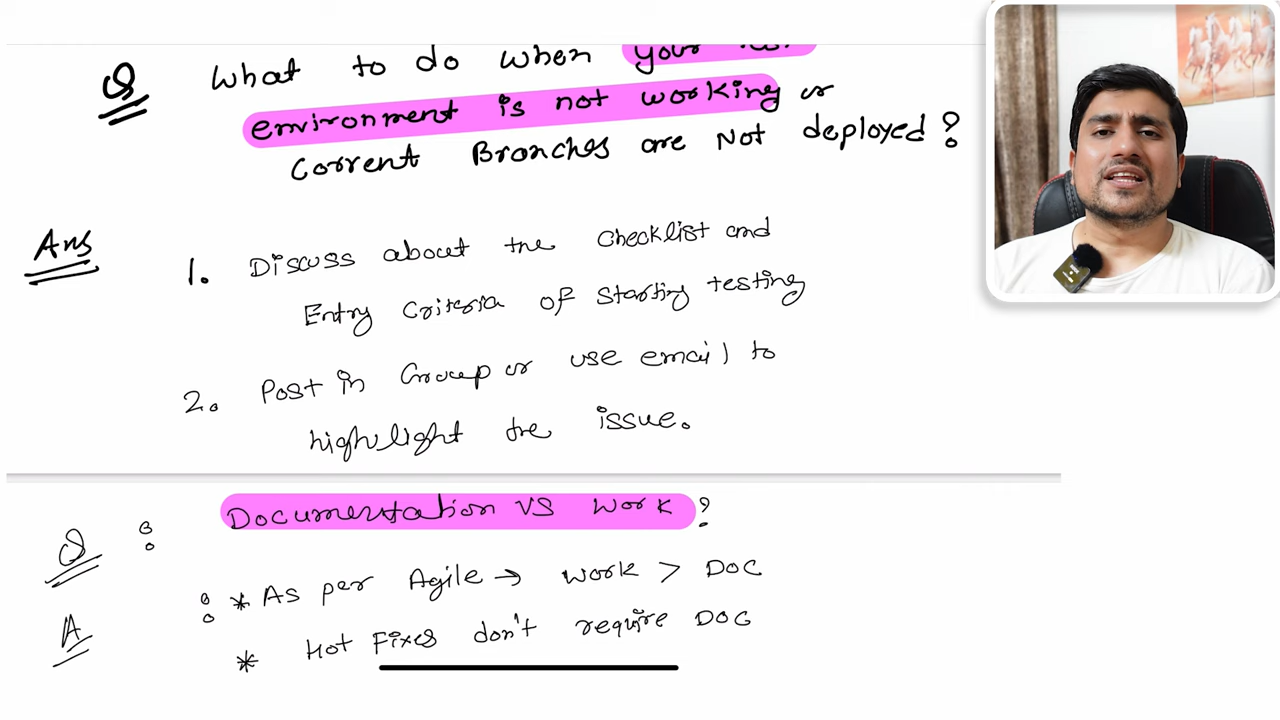 Q What to do when your test
environment is not working or
Corrent Branches are Not deployed?
Ans
1. Discuss about the Checklist and
Entry Criteria of starting testing
2. Post in Group or use email to
highlight the issue.
Q : Documentation VS Work?
A : * As per Agile → Work > DOC
* Hot Fixes don't require DOC